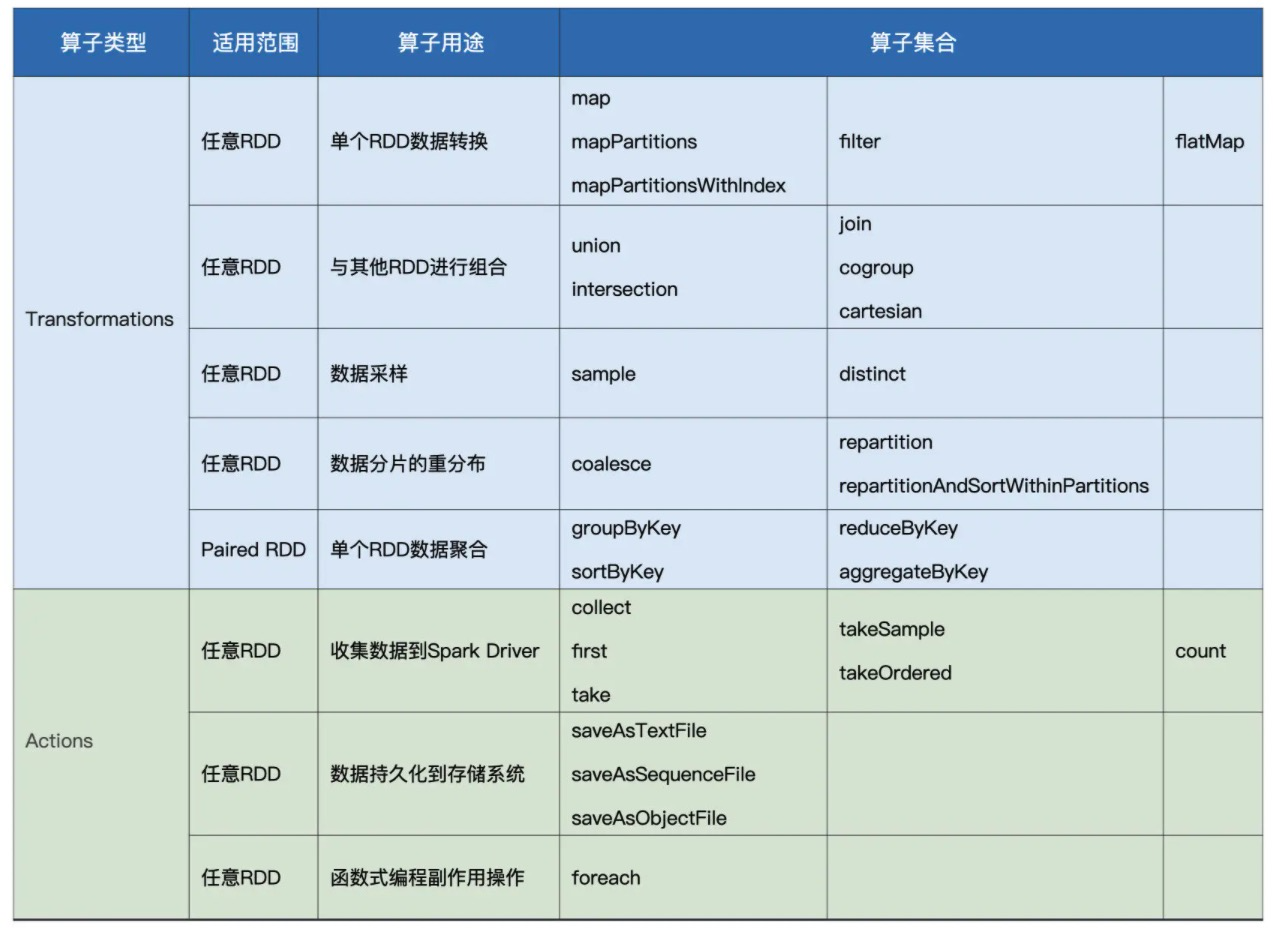 算子类型
适用范围
算子用途
算子集合
Transformations
任意RDD
单个RDD数据转换
map
mapPartitions
mapPartitionsWithIndex
filter
flatMap
任意RDD
与其他RDD进行组合
union
intersection
join
cogroup
cartesian
任意RDD
数据采样
sample
distinct
任意RDD
数据分片的重分布
coalesce
repartition
repartitionAndSortWithinPartitions
Paired RDD
单个RDD数据聚合
groupByKey
sortByKey
reduceByKey
aggregateByKey
Actions
任意RDD
收集数据到Spark Driver
collect
first
take
takeSample
takeOrdered
count
任意RDD
数据持久化到存储系统
saveAsTextFile
saveAsSequenceFile
saveAsObjectFile
任意RDD
函数式编程副作用操作
foreach